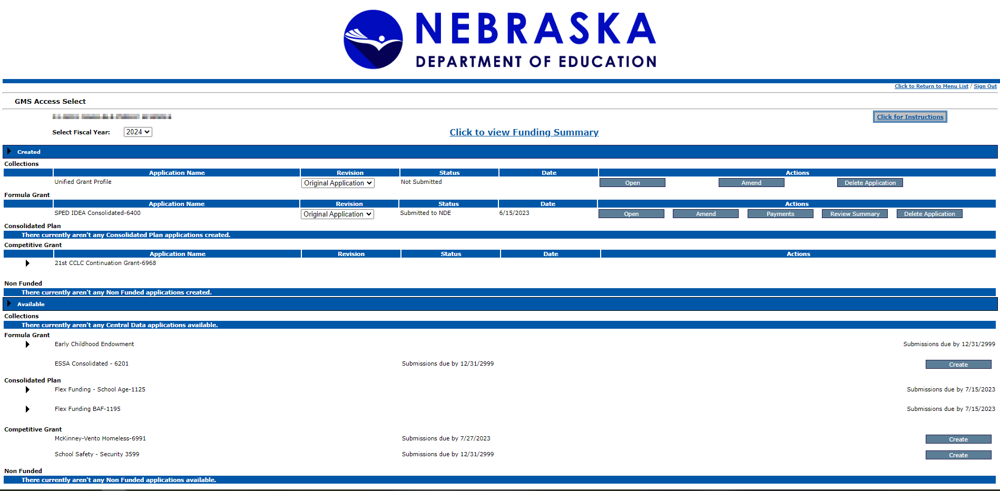 NEBRASKA
DEPARTMENT OF EDUCATION
Click to Return to Menu List / Sign Out
GMS Access Select
Click for Instructions
Select Fiscal Year: 2024 Click to view Funding Summary
Created
Collections
Application Name Revision Status Date Actions
Unified Grant Profile Original Application Not Submitted Open Amend Delete Application
Formula Grant
Application Name Revision Status Date Actions
SPED IDEA Consolidated-6400 Original Application Submitted to NDE 6/15/2023 Open Amend Payments Review Summary Delete Application
Consolidated Plan
There currently aren't any Consolidated Plan applications created.
Competitive Grant
Application Name Revision Status Date Actions
21st CCLC Continuation Grant-6968
Non Funded
There currently aren't any Non Funded applications created.
Available
Collections
There currently aren't any Central Data applications available.
Formula Grant
Early Childhood Endowment Submissions due by 12/31/2999
ESSA Consolidated - 6201 Submissions due by 12/31/2999 Create
Consolidated Plan
Flex Funding - School Age-1125 Submissions due by 7/15/2023
Flex Funding BAF-1195 Submissions due by 7/15/2023
Competitive Grant
McKinney-Vento Homeless-6991 Submissions due by 7/27/2023 Create
School Safety - Security 3599 Submissions due by 12/31/2999 Create
Non Funded
There currently aren't any Non Funded applications available.